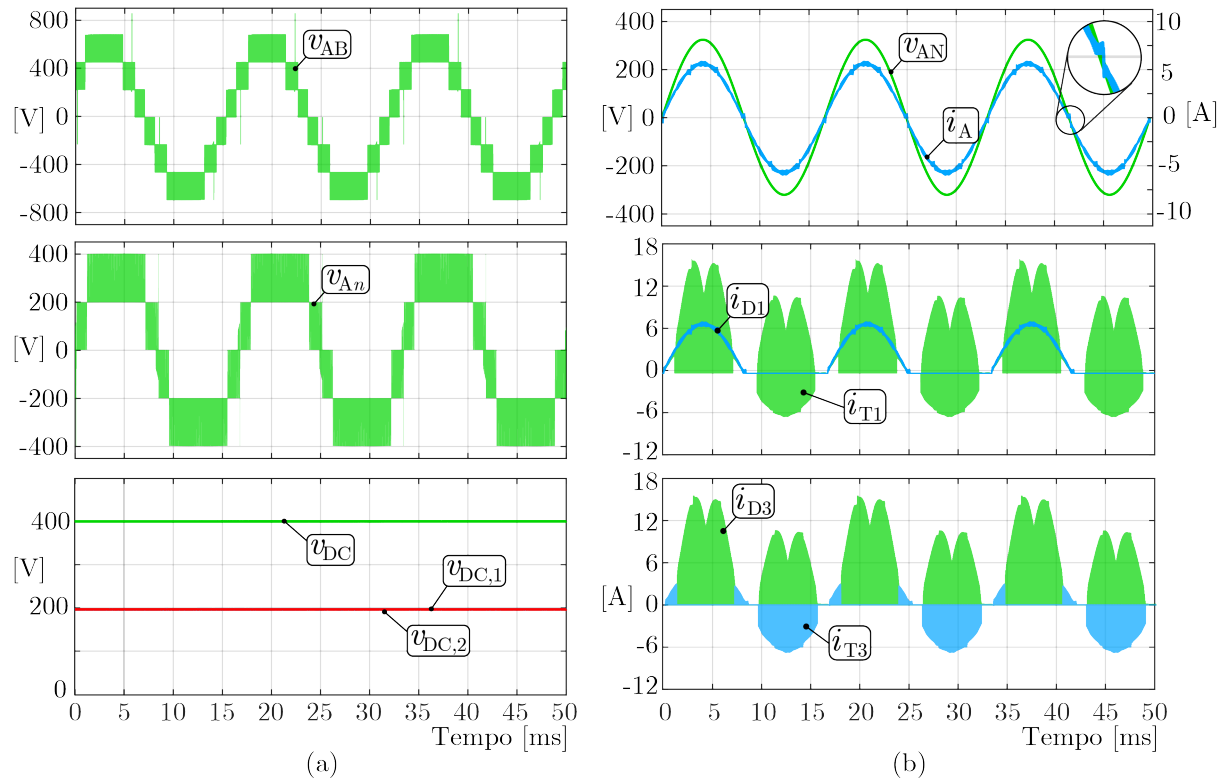 800
400
[V] 0
-400
-800
v_AB
400
200
[V] 0
-200
-400
v_An
400
[V]
200
0
v_DC
v_DC,1
v_DC,2
0 5 10 15 20 25 30 35 40 45 50
Tempo [ms]
(a)
400 10
200 5
[V] 0 0 [A]
-200 -5
-400 -10
v_AN
i_A
18
12
6
0
-6
-12
i_D1
i_T1
18
12
6
[A] 0
-6
-12
i_D3
i_T3
0 5 10 15 20 25 30 35 40 45 50
Tempo [ms]
(b)